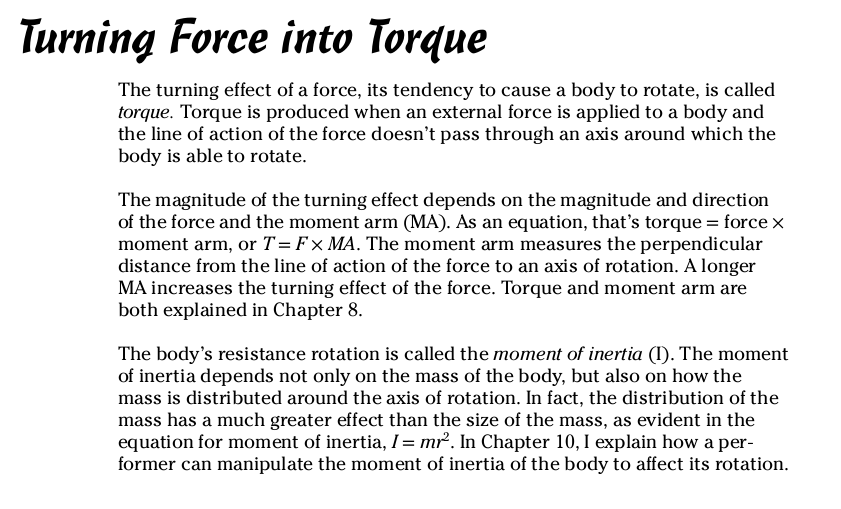 Turning Force into Torque
The turning effect of a force, its tendency to cause a body to rotate, is called
torque. Torque is produced when an external force is applied to a body and
the line of action of the force doesn't pass through an axis around which the
body is able to rotate.
The magnitude of the turning effect depends on the magnitude and direction
of the force and the moment arm (MA). As an equation, that's torque = force ×
moment arm, or T = F × MA. The moment arm measures the perpendicular
distance from the line of action of the force to an axis of rotation. A longer
MA increases the turning effect of the force. Torque and moment arm are
both explained in Chapter 8.
The body's resistance rotation is called the moment of inertia (I). The moment
of inertia depends not only on the mass of the body, but also on how the
mass is distributed around the axis of rotation. In fact, the distribution of the
mass has a much greater effect than the size of the mass, as evident in the
equation for moment of inertia, I = mr². In Chapter 10, I explain how a per-
former can manipulate the moment of inertia of the body to affect its rotation.